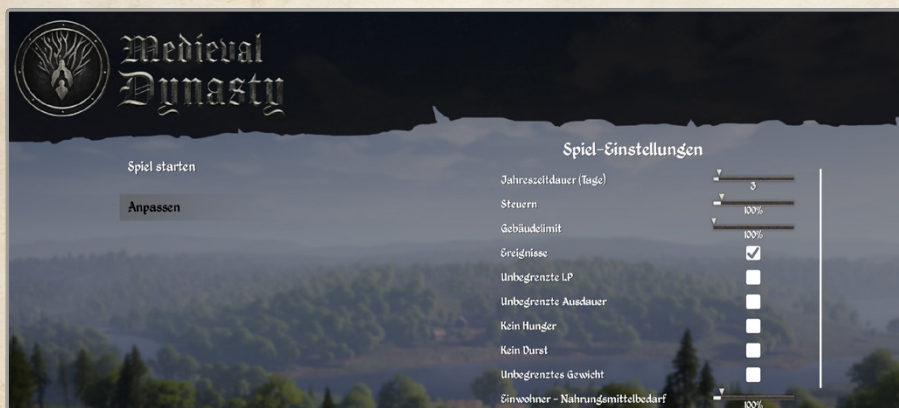 Medieval
Dynasty
Spiel starten
Anpassen
Spiel-Einstellungen
Jahreszeitdauer (Tage)
3
Steuern
100%
Gebäudelimit
100%
Ereignisse
Unbegrenzte LP
Unbegrenzte Ausdauer
Kein Hunger
Kein Durst
Unbegrenztes Gewicht
Einwohner - Nahrungsmittelbedarf
100%